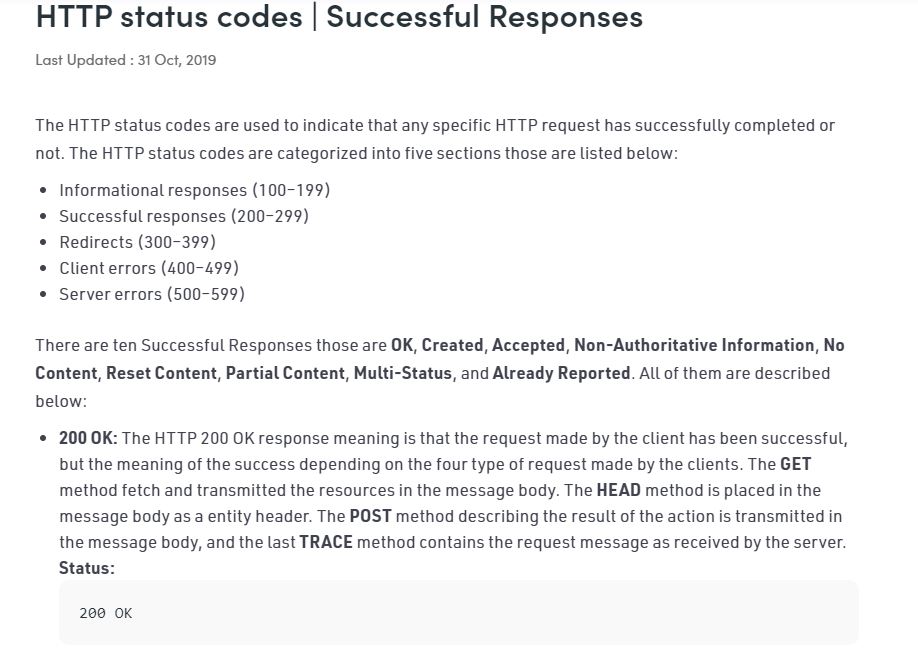 HTTP status codes | Successful Responses
Last Updated : 31 Oct, 2019
The HTTP status codes are used to indicate that any specific HTTP request has successfully completed or
not. The HTTP status codes are categorized into five sections those are listed below:
• Informational responses (100–199)
• Successful responses (200–299)
• Redirects (300–399)
• Client errors (400–499)
• Server errors (500–599)
There are ten Successful Responses those are OK, Created, Accepted, Non-Authoritative Information, No
Content, Reset Content, Partial Content, Multi-Status, and Already Reported. All of them are described
below:
• 200 OK: The HTTP 200 OK response meaning is that the request made by the client has been successful,
but the meaning of the success depending on the four type of request made by the clients. The GET
method fetch and transmitted the resources in the message body. The HEAD method is placed in the
message body as a entity header. The POST method describing the result of the action is transmitted in
the message body, and the last TRACE method contains the request message as received by the server.
Status:
200 OK